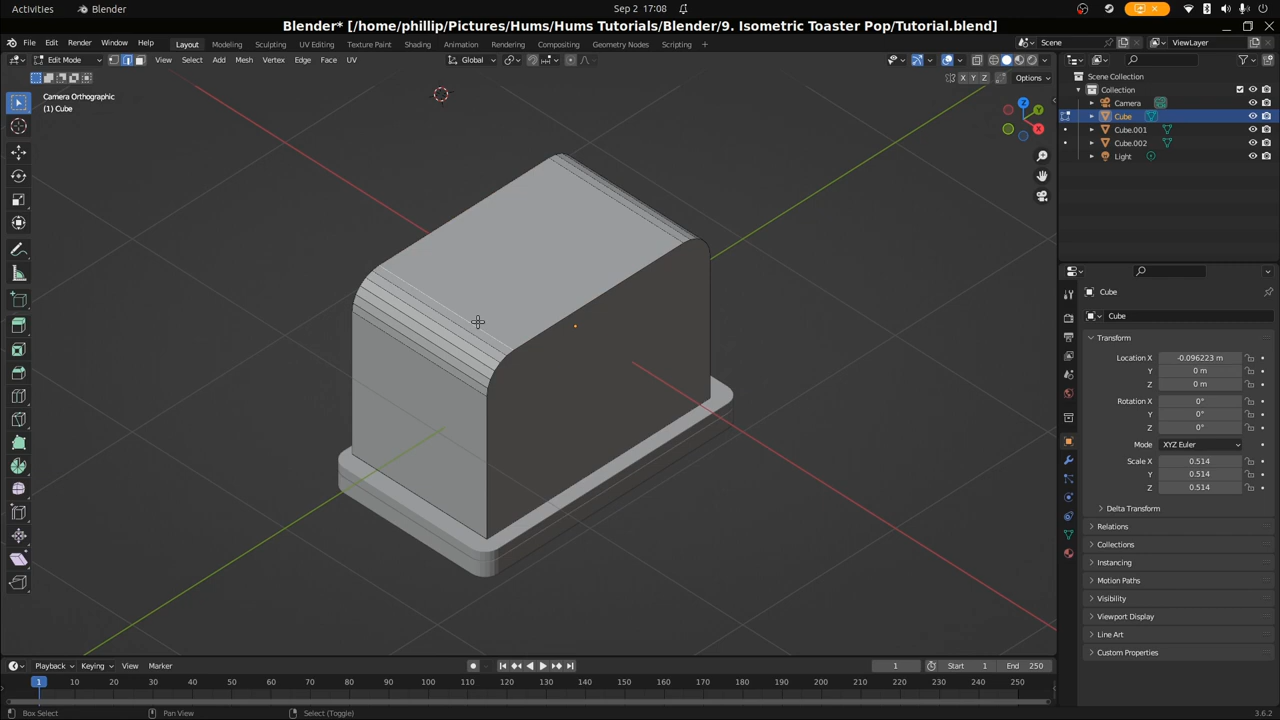 Activities Blender Sep 2 17:08
Blender* [/home/phillip/Pictures/Hums/Hums Tutorials/Blender/9. Isometric Toaster Pop/Tutorial.blend]
File Edit Render Window Help Layout Modeling Sculpting UV Editing Texture Paint Shading Animation Rendering Compositing Geometry Nodes Scripting + Scene ViewLayer
Edit Mode View Select Add Mesh Vertex Edge Face UV Global
X Y Z Options
Camera Orthographic
(1) Cube
Z Y X
Scene Collection
Collection
Camera
Cube
Cube.001
Cube.002
Light
Cube
Cube
Transform
Location X -0.096223 m
Y 0 m
Z 0 m
Rotation X 0°
Y 0°
Z 0°
Mode XYZ Euler
Scale X 0.514
Y 0.514
Z 0.514
Delta Transform
Relations
Collections
Instancing
Motion Paths
Visibility
Viewport Display
Line Art
Custom Properties
Playback Keying View Marker 1 Start 1 End 250
1 10 20 30 40 50 60 70 80 90 100 110 120 130 140 150 160 170 180 190 200 210 220 230 240 250
Box Select Pan View Select (Toggle) 3.6.2